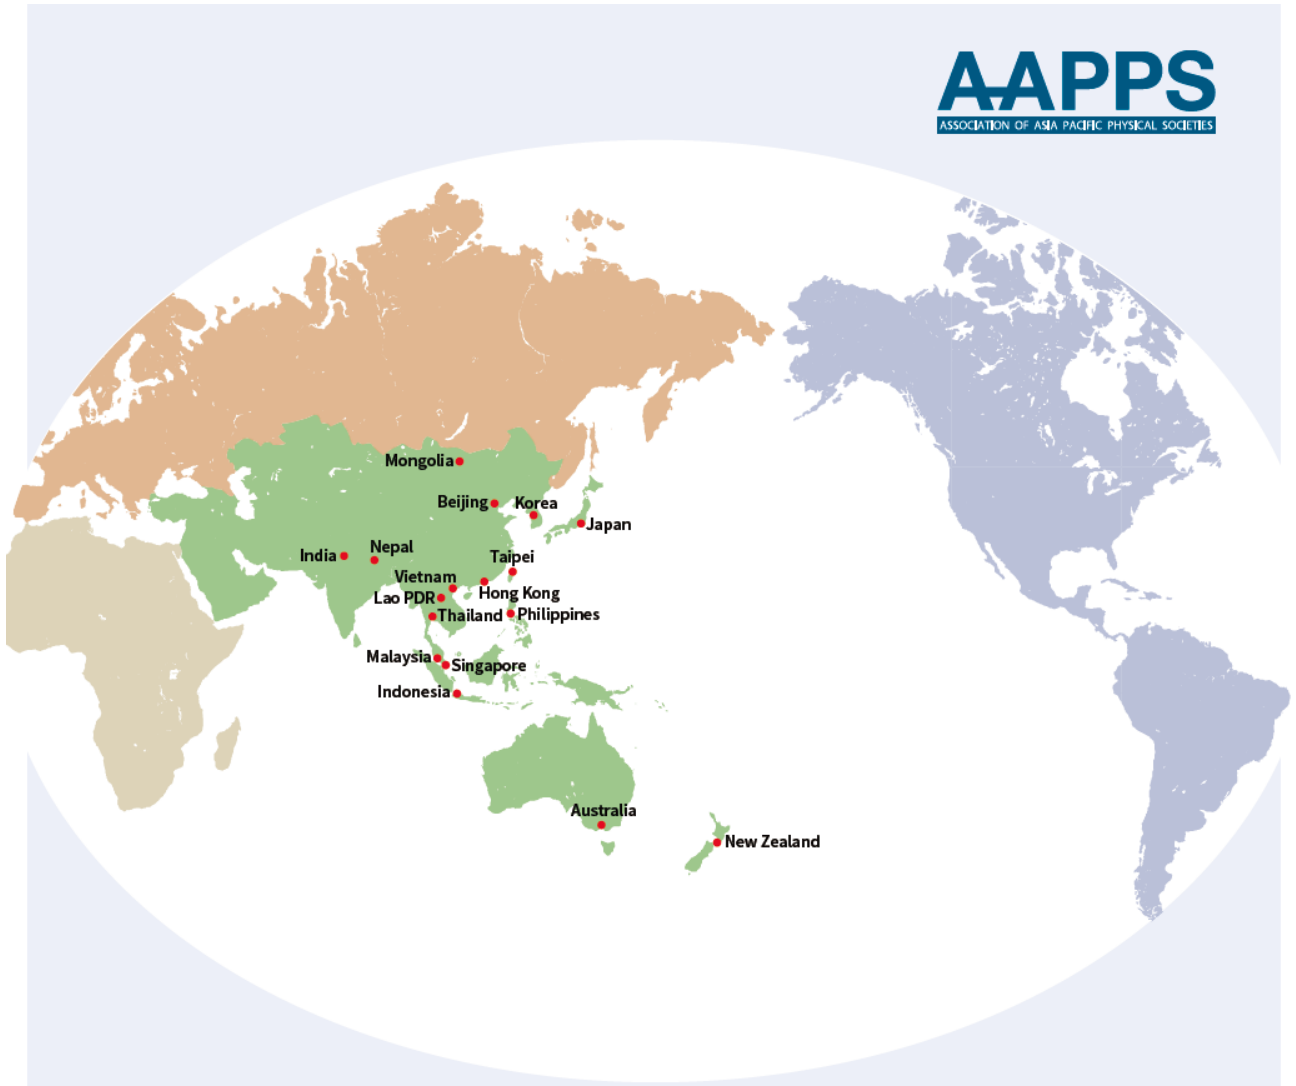 AAPPS
ASSOCIATION OF ASIA PACIFIC PHYSICAL SOCIETIES
Mongolia
Beijing
Korea
Japan
India
Nepal
Taipei
Vietnam
Hong Kong
Lao PDR
Thailand
Philippines
Malaysia
Singapore
Indonesia
Australia
New Zealand